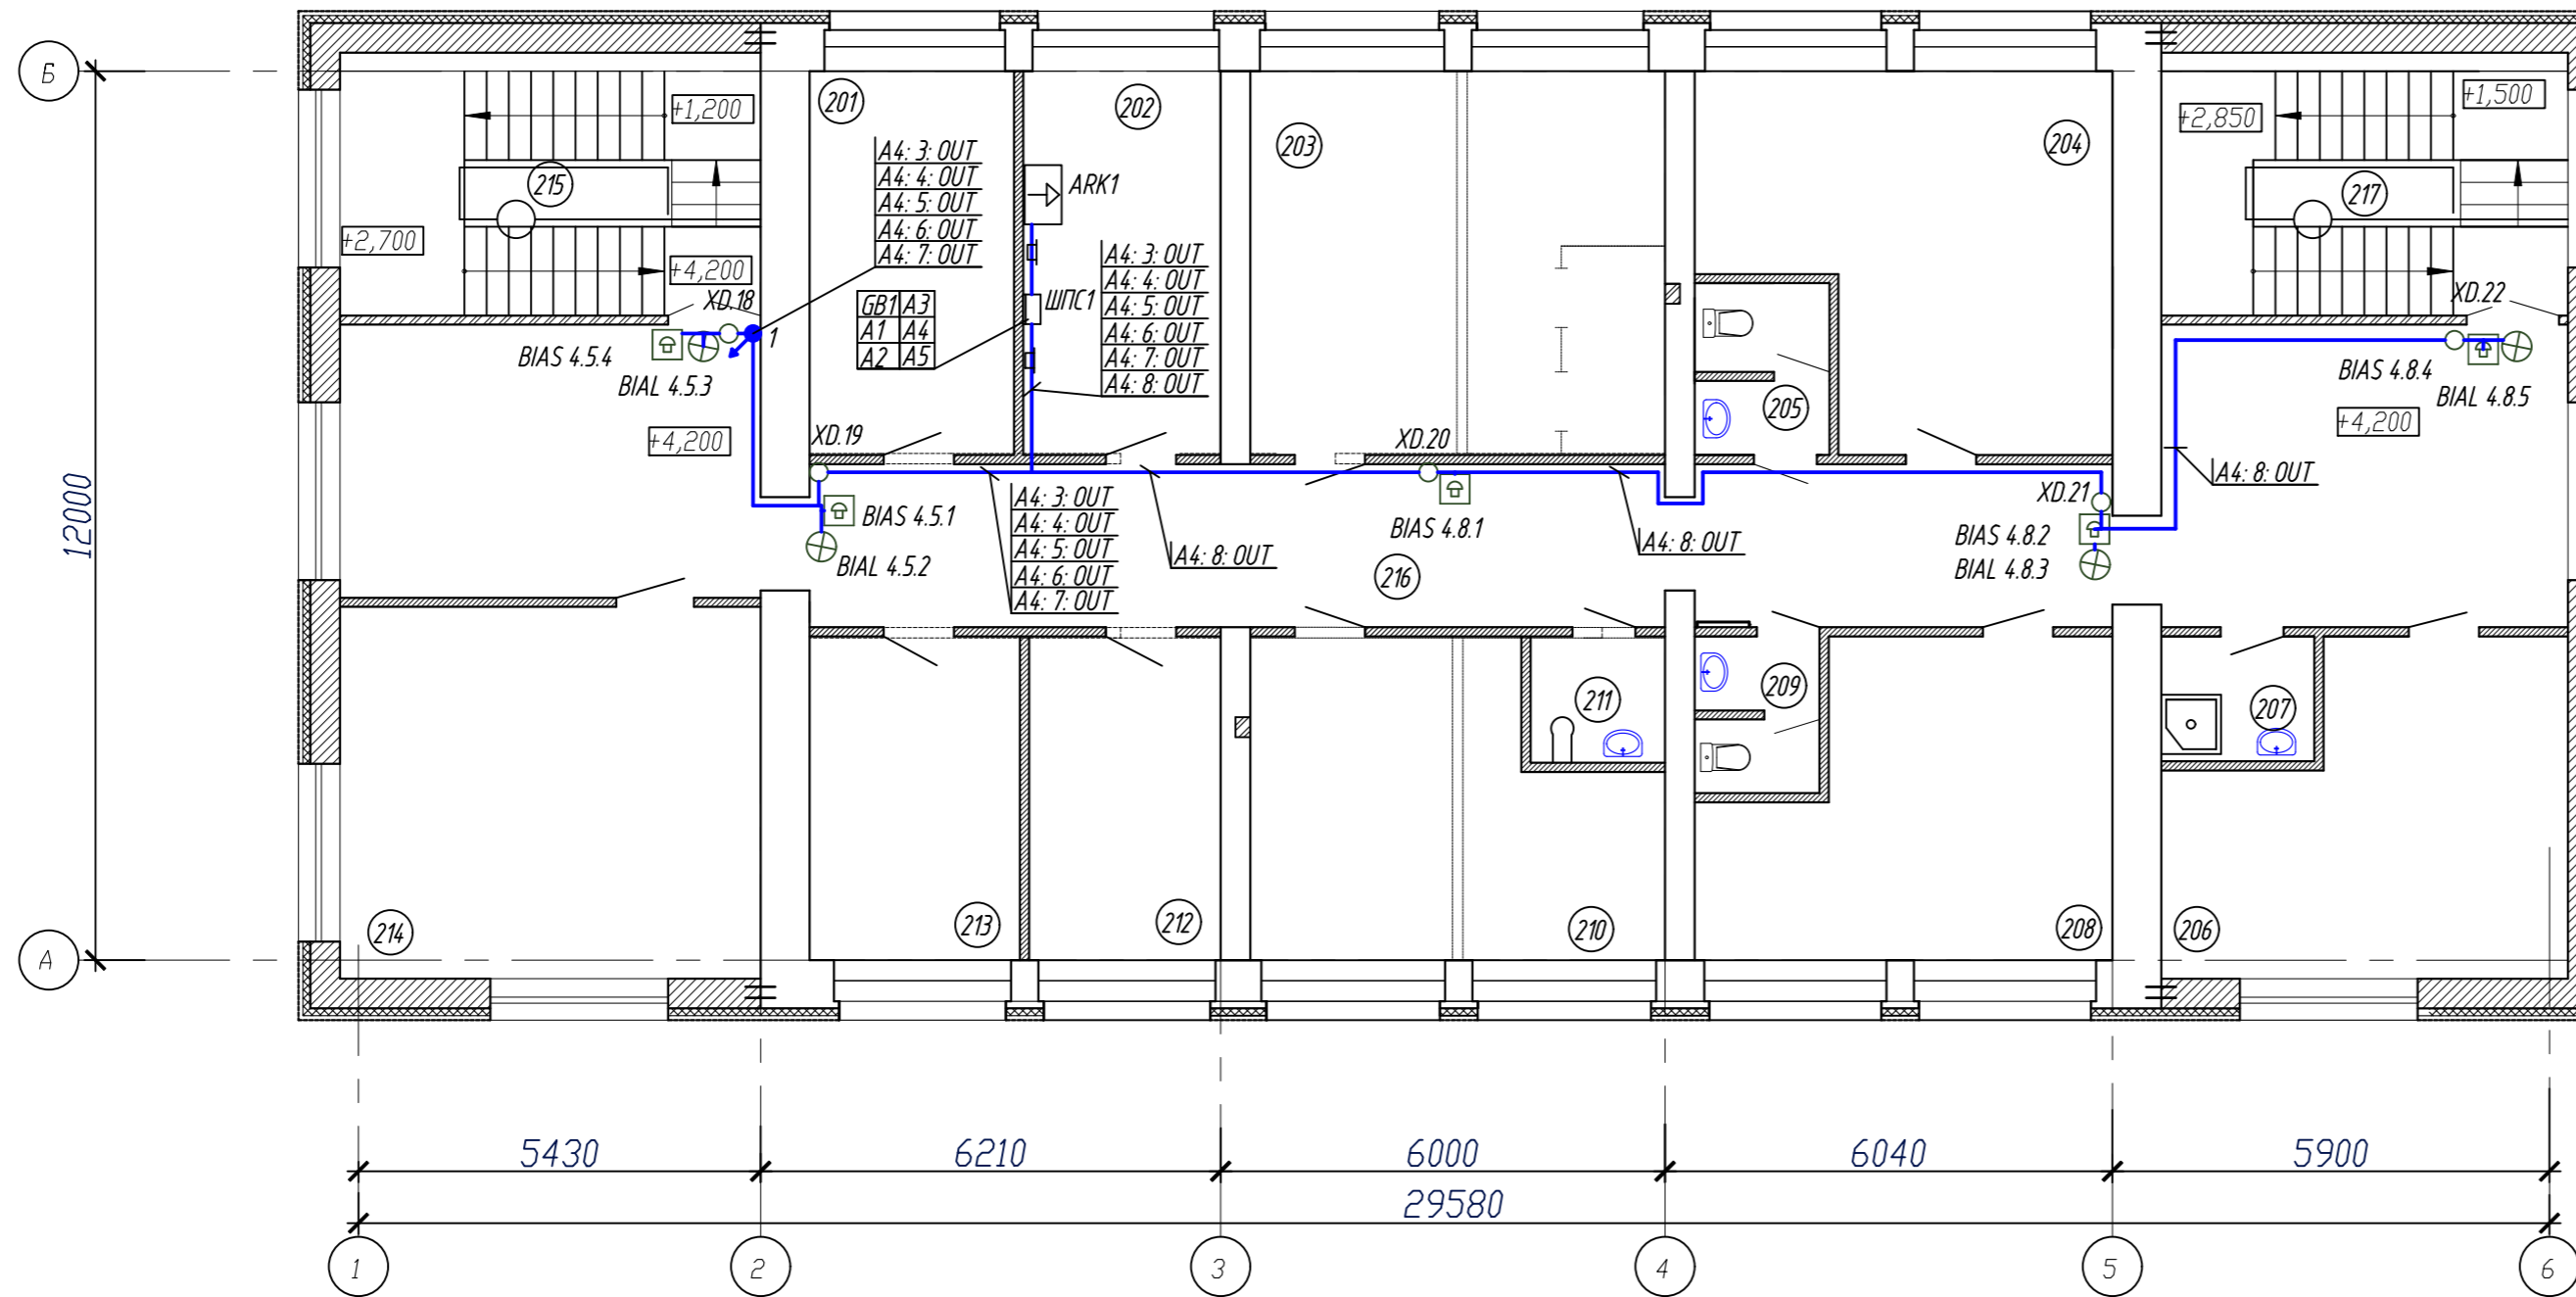 Б
+1,200
215
+2,700
+4,200
XD.18
1
BIAS 4.5.4
BIAL 4.5.3
+4,200
201
A4: 3: OUT
A4: 4: OUT
A4: 5: OUT
A4: 6: OUT
A4: 7: OUT
GB1 A3
A1 A4
A2 A5
202
ARK1
ШПС1
A4: 3: OUT
A4: 4: OUT
A4: 5: OUT
A4: 6: OUT
A4: 7: OUT
A4: 8: OUT
203
204
205
+2,850
+1,500
217
XD.22
BIAS 4.8.4
BIAL 4.8.5
+4,200
A4: 8: OUT
XD.19
BIAS 4.5.1
BIAL 4.5.2
A4: 3: OUT
A4: 4: OUT
A4: 5: OUT
A4: 6: OUT
A4: 7: OUT
A4: 8: OUT
XD.20
BIAS 4.8.1
216
A4: 8: OUT
XD.21
BIAS 4.8.2
BIAL 4.8.3
12000
211
209
207
214
213
212
210
208
206
А
5430
6210
6000
6040
5900
29580
1
2
3
4
5
6